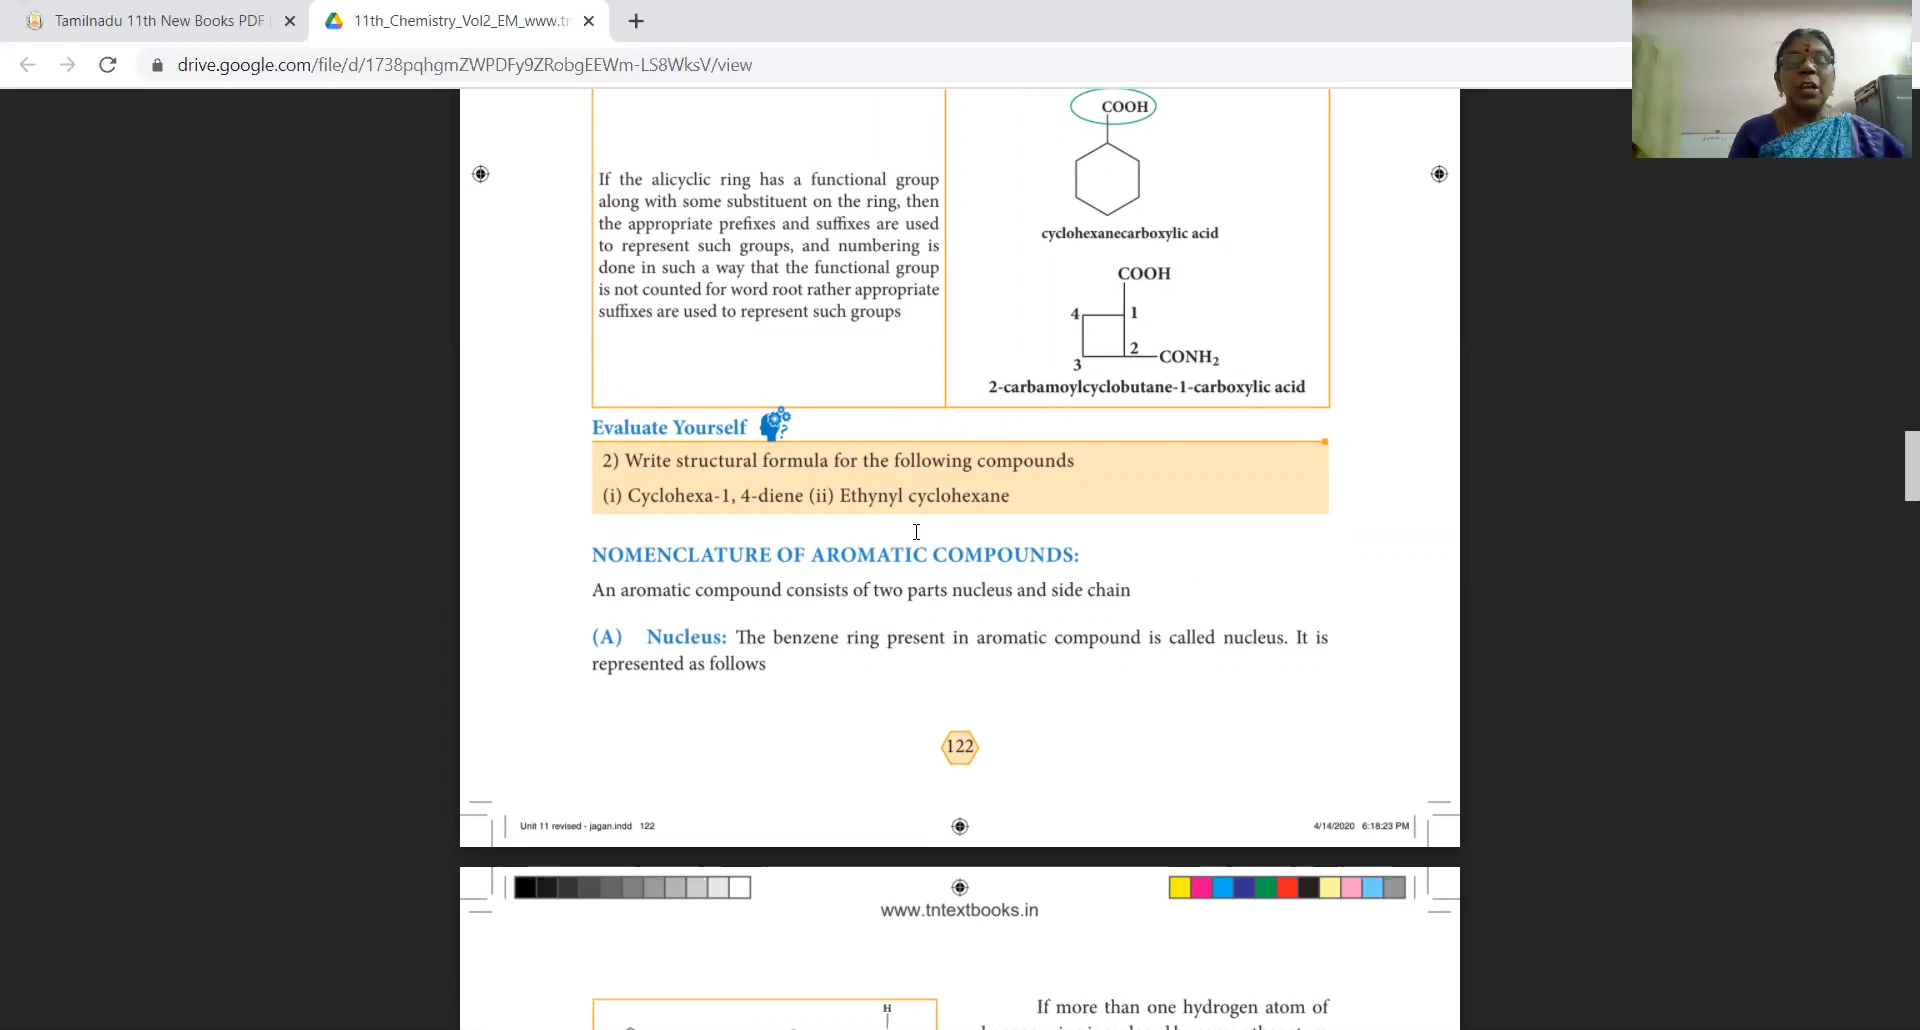 Tamilnadu 11th New Books PDF
11th_Chemistry_Vol2_EM_www.tn
drive.google.com/file/d/1738pqhgmZWPDFy9ZRobgEEWm-LS8WksV/view
COOH
If the alicyclic ring has a functional group
along with some substituent on the ring, then
the appropriate prefixes and suffixes are used
to represent such groups, and numbering is
done in such a way that the functional group
is not counted for word root rather appropriate
suffixes are used to represent such groups
cyclohexanecarboxylic acid
COOH
4 1
2
CONH₂
3
2-carbamoylcyclobutane-1-carboxylic acid
Evaluate Yourself
?
2) Write structural formula for the following compounds
(i) Cyclohexa-1, 4-diene (ii) Ethynyl cyclohexane
NOMENCLATURE OF AROMATIC COMPOUNDS:
An aromatic compound consists of two parts nucleus and side chain
(A) Nucleus: The benzene ring present in aromatic compound is called nucleus. It is
represented as follows
122
Unit 11 revised - jagan.indd 122
4/14/2020 6:18:23 PM
www.tntextbooks.in
H
If more than one hydrogen atom of